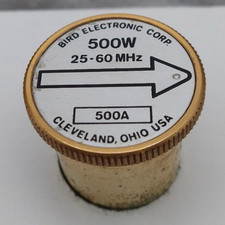 BIRD ELECTRONIC CORP.
500W
25-60 MHz
C
500A
CLEVELAND, OHIO USA